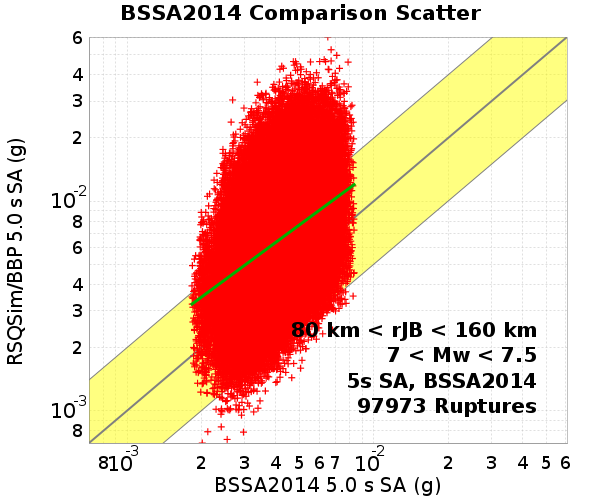 BSSA2014 Comparison Scatter
6
4
3
2
10-2
8
6
4
3
2
10-3
8
RSQSim/BBP 5.0 s SA (g)
80 km < rJB < 160 km
7 < Mw < 7.5
5s SA, BSSA2014
97973 Ruptures
8 10-3 2 3 4 5 6 7 10-2 2 3 4 5 6
BSSA2014 5.0 s SA (g)